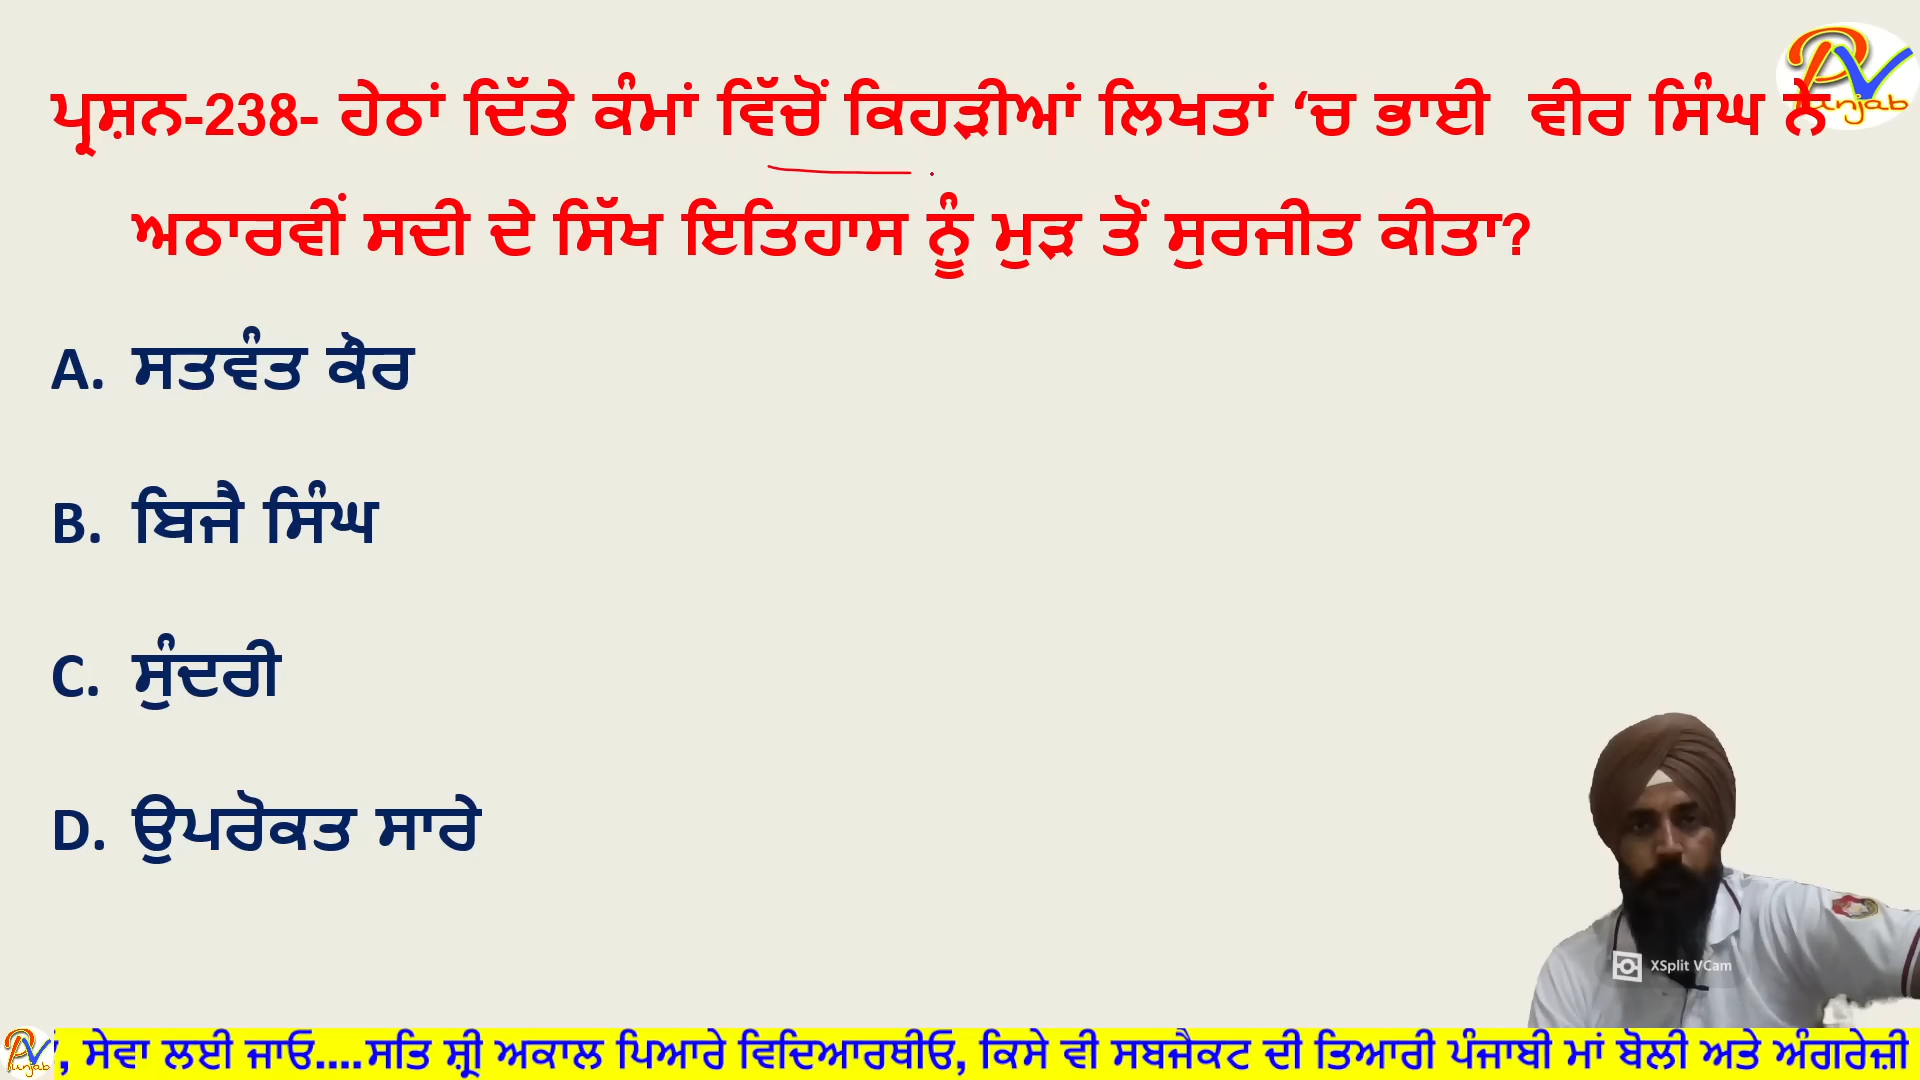 ਪ੍ਰਸ਼ਨ-238- ਹੇਠਾਂ ਦਿੱਤੇ ਕੰਮਾਂ ਵਿੱਚੋਂ ਕਿਹੜੀਆਂ ਲਿਖਤਾਂ ‘ਚ ਭਾਈ ਵੀਰ ਸਿੰਘ ਨੇ
ਅਠਾਰਵੀਂ ਸਦੀ ਦੇ ਸਿੱਖ ਇਤਿਹਾਸ ਨੂੰ ਮੁੜ ਤੋਂ ਸੁਰਜੀਤ ਕੀਤਾ?
A. ਸਤਵੰਤ ਕੌਰ
B. ਬਿਜੈ ਸਿੰਘ
C. ਸੁੰਦਰੀ
D. ਉਪਰੋਕਤ ਸਾਰੇ
XSplit VCam
, ਸੇਵਾ ਲਈ ਜਾਓ....ਸਤਿ ਸ਼੍ਰੀ ਅਕਾਲ ਪਿਆਰੇ ਵਿਦਿਆਰਥੀਓ, ਕਿਸੇ ਵੀ ਸਬਜੈਕਟ ਦੀ ਤਿਆਰੀ ਪੰਜਾਬੀ ਮਾਂ ਬੋਲੀ ਅਤੇ ਅੰਗਰੇਜ਼ੀ